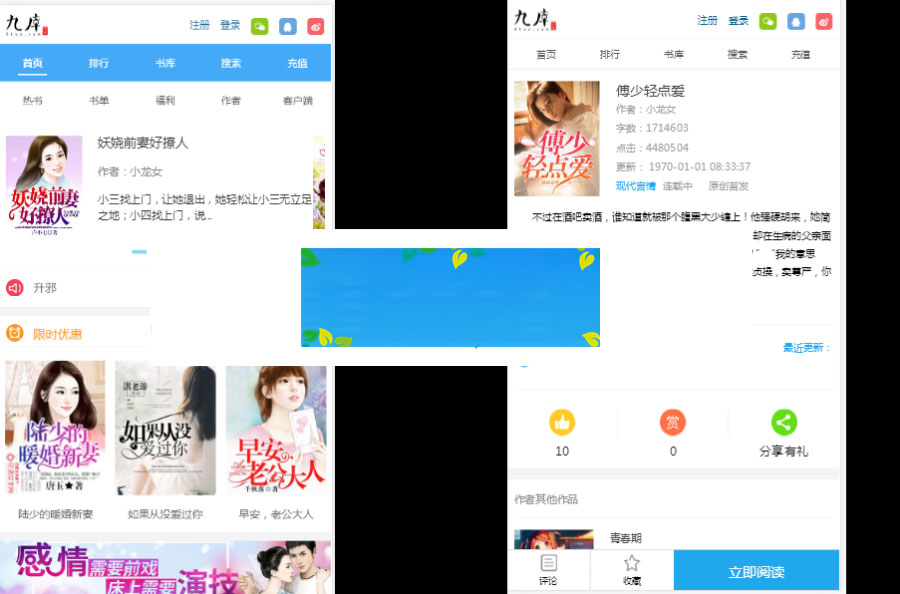 九库
注册 登录
首页 排行 书库 搜索 充值
热书 书单 福利 作者 客户端
妖娆前妻好撩人
妖娆前妻好撩人
作者：小龙女
小三找上门，让她退出，她轻松让小三无立足
之地；小四找上门，说...
升邪
限时优惠
陆少的
暖婚新妻
唐玉★著
如果从没
爱过你
早安,
老公大人
千秋落◎著
陆少的暖婚新妻
如果从没爱过你
早安，老公大人
感情需要前戏
床上需要演技
九库
注册 登录
首页 排行 书库 搜索 充值
傅少
轻点爱
傅少轻点爱
作者：小龙女
字数：1714603
点击：4480504
更新： 1970-01-01 08:33:37
现代言情 连载中 原创首发
不过在酒吧卖酒，谁知道就被那个腹黑大少缠上！他强硬胡来，她简
却在生病的父亲面
" "我的意思
贞操，卖尊严，你
最近更新：
赏
10
0
分享有礼
作者其他作品
青春期
评论
收藏
立即阅读